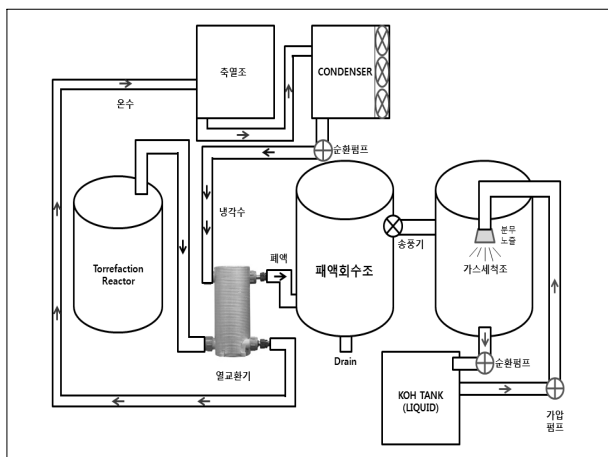 축열조
CONDENSER
온수
순환펌프
냉각수
Torrefaction
Reactor
폐액
패액회수조
송풍기
분무
노즐
가스세척조
열교환기
Drain
순환펌프
KOH TANK
(LIQUID)
가압
펌프